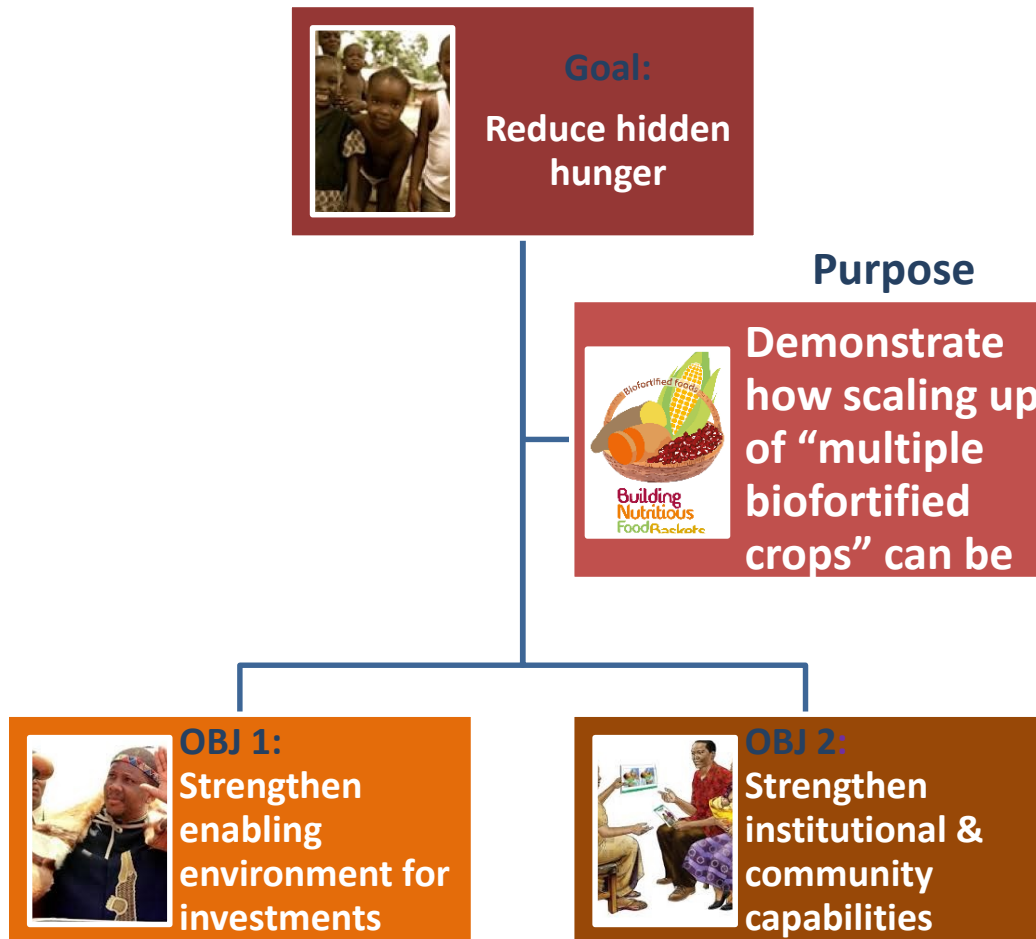 Goal:
Reduce hidden
hunger
Purpose
Demonstrate
how scaling up
of “multiple
biofortified
crops” can be
Biofortified foods
Building
Nutritious
FoodBaskets
OBJ 1:
Strengthen
enabling
environment for
investments
OBJ 2:
Strengthen
institutional &
community
capabilities